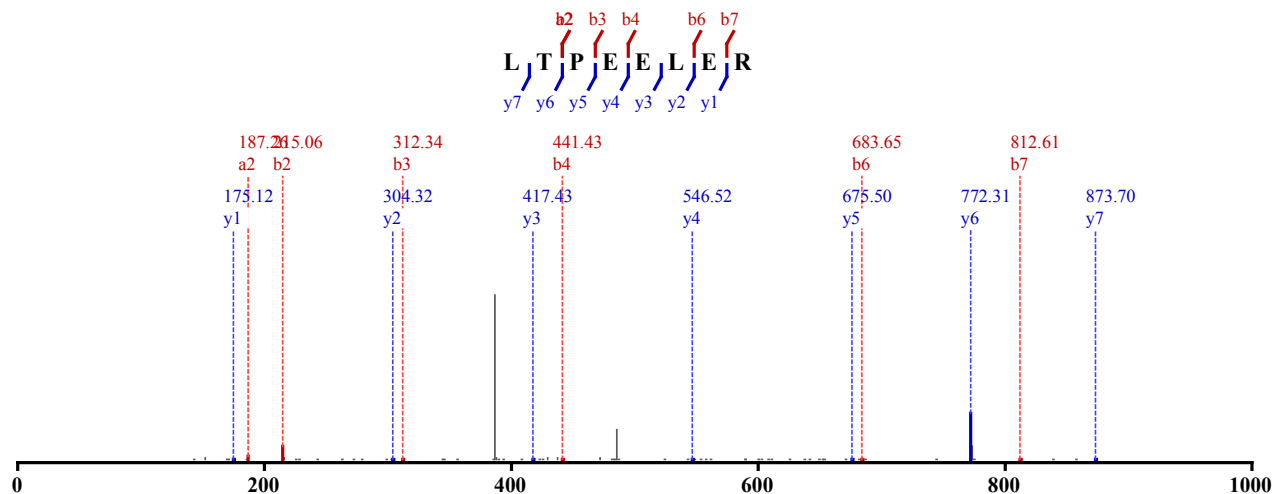 a2 b2 b3 b4 b6 b7
L T P E E L E R
y7 y6 y5 y4 y3 y2 y1
187.26 215.06 312.34 441.43 683.65 812.61
a2 b2 b3 b4 b6 b7
175.12 304.32 417.43 546.52 675.50 772.31 873.70
y1 y2 y3 y4 y5 y6 y7
0 200 400 600 800 1000